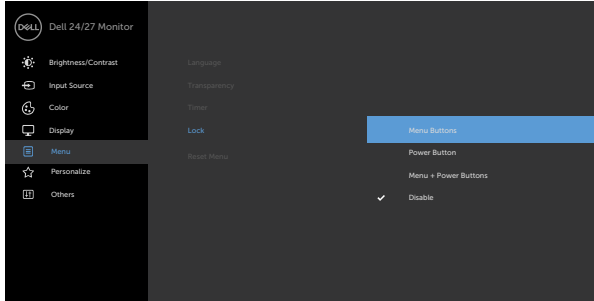 DELL
Dell 24/27 Monitor
Brightness/Contrast
Input Source
Color
Display
Menu
Personalize
Others
Language
Transparency
Timer
Lock
Reset Menu
Menu Buttons
Power Button
Menu + Power Buttons
Disable